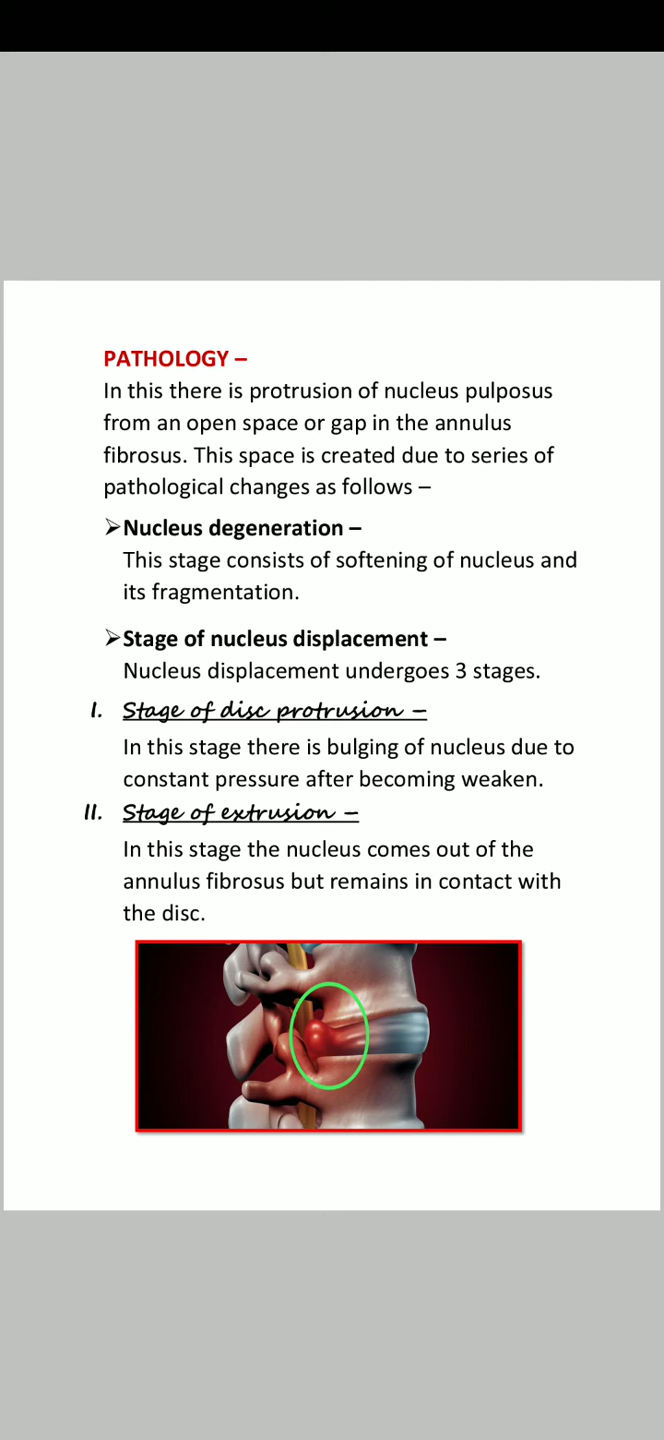 PATHOLOGY –
In this there is protrusion of nucleus pulposus
from an open space or gap in the annulus
fibrosus. This space is created due to series of
pathological changes as follows –
➢Nucleus degeneration –
This stage consists of softening of nucleus and
its fragmentation.
➢Stage of nucleus displacement –
Nucleus displacement undergoes 3 stages.
I. Stage of disc protrusion –
In this stage there is bulging of nucleus due to
constant pressure after becoming weaken.
II. Stage of extrusion –
In this stage the nucleus comes out of the
annulus fibrosus but remains in contact with
the disc.